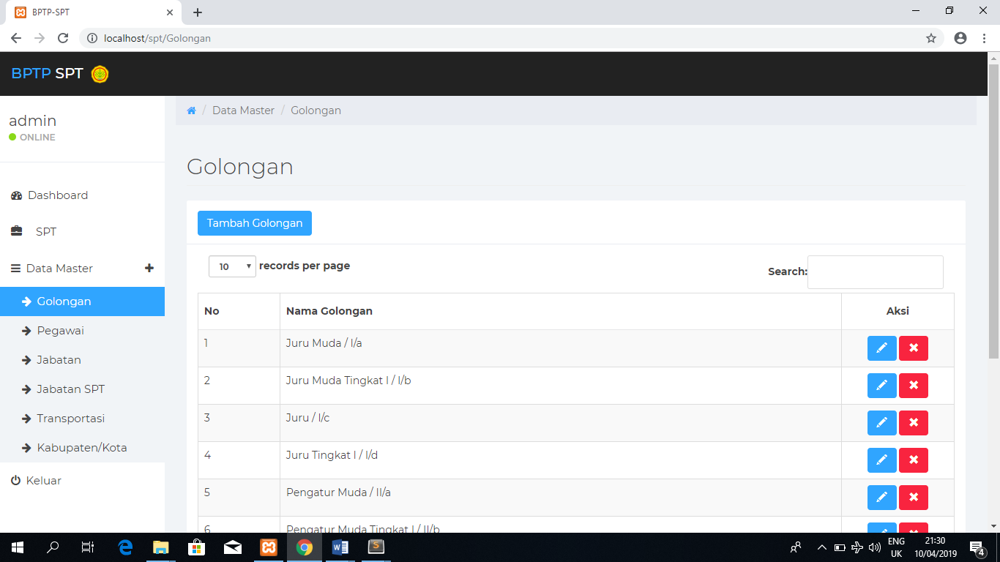 BPTP-SPT
localhost/spt/Golongan
BPTP SPT
admin
ONLINE
Dashboard
SPT
Data Master
Golongan
Pegawai
Jabatan
Jabatan SPT
Transportasi
Kabupaten/Kota
Keluar
/ Data Master / Golongan
Golongan
Tambah Golongan
10 records per page
Search:
No Nama Golongan Aksi
1 Juru Muda / I/a
2 Juru Muda Tingkat I / I/b
3 Juru / I/c
4 Juru Tingkat I / I/d
5 Pengatur Muda / II/a
6 Pengatur Muda Tingkat I / II/b
ENG 21:30
UK 10/04/2019 4